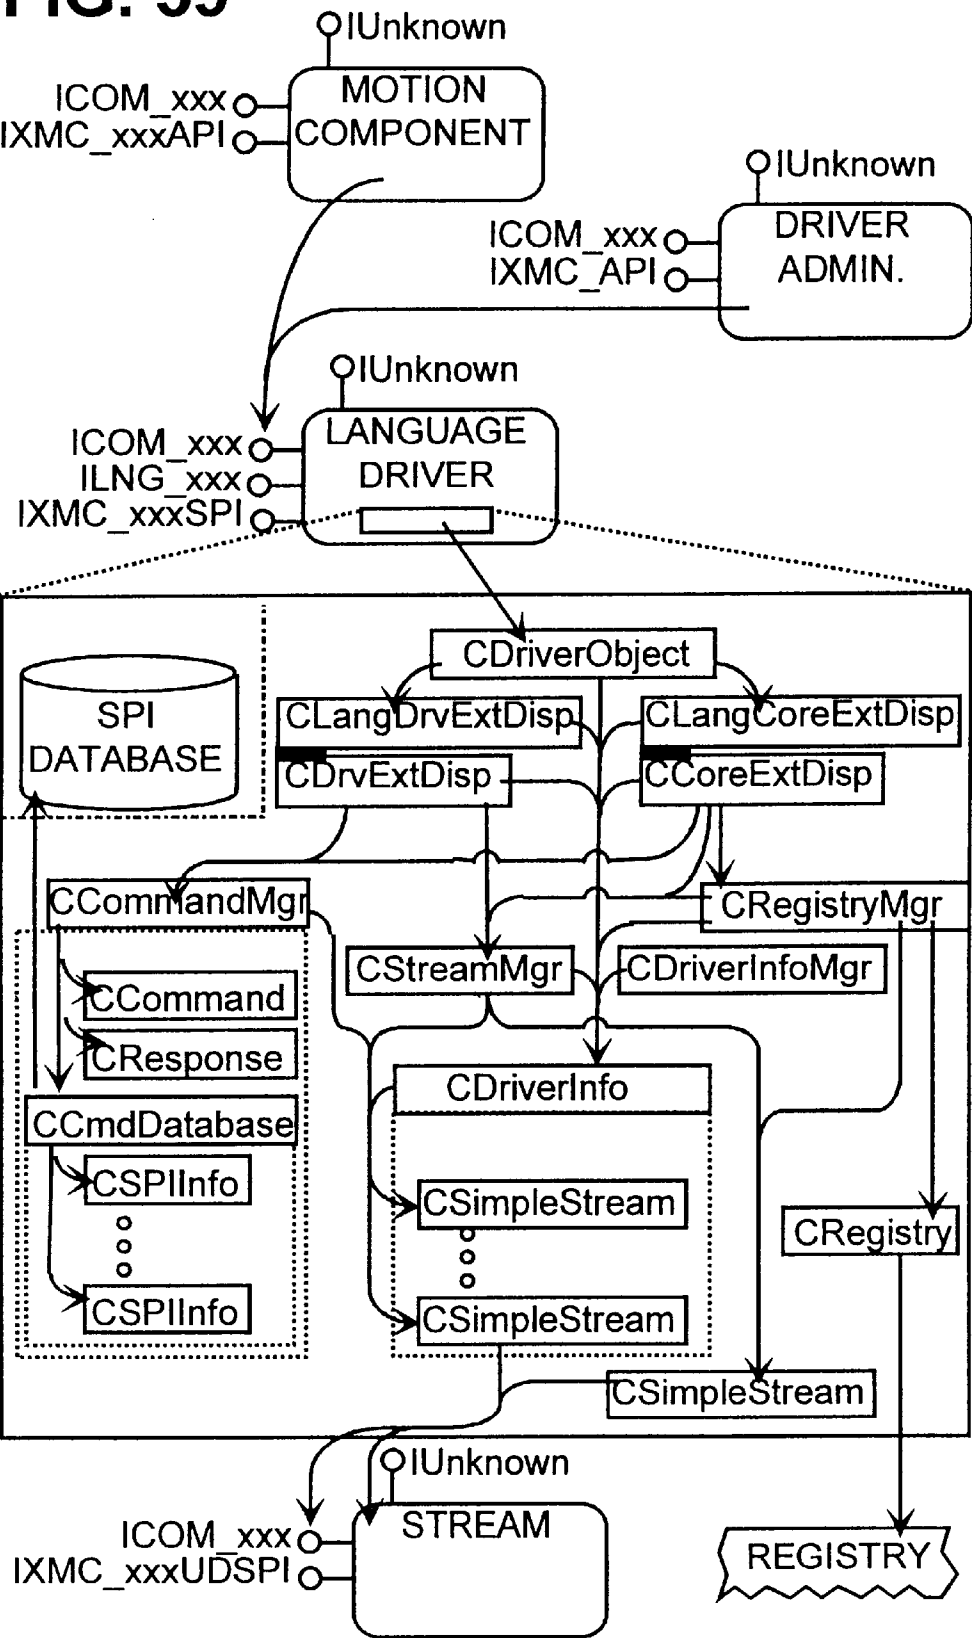 IUnknown
ICOM_xxx
IXMC_xxxAPI
MOTION
COMPONENT
IUnknown
ICOM_xxx
IXMC_API
DRIVER
ADMIN.
IUnknown
ICOM_xxx
ILNG_xxx
IXMC_xxxSPI
LANGUAGE
DRIVER
CDriverObject
SPI
DATABASE
CLangDrvExtDisp
CLangCoreExtDisp
CDrvExtDisp
CCoreExtDisp
CCommandMgr
CRegistryMgr
CStreamMgr
CDriverInfoMgr
CCommand
CResponse
CDriverInfo
CCmdDatabase
CSPIInfo
CSimpleStream
CRegistry
CSPIInfo
CSimpleStream
CSimpleStream
IUnknown
ICOM_xxx
IXMC_xxxUDSPI
STREAM
REGISTRY